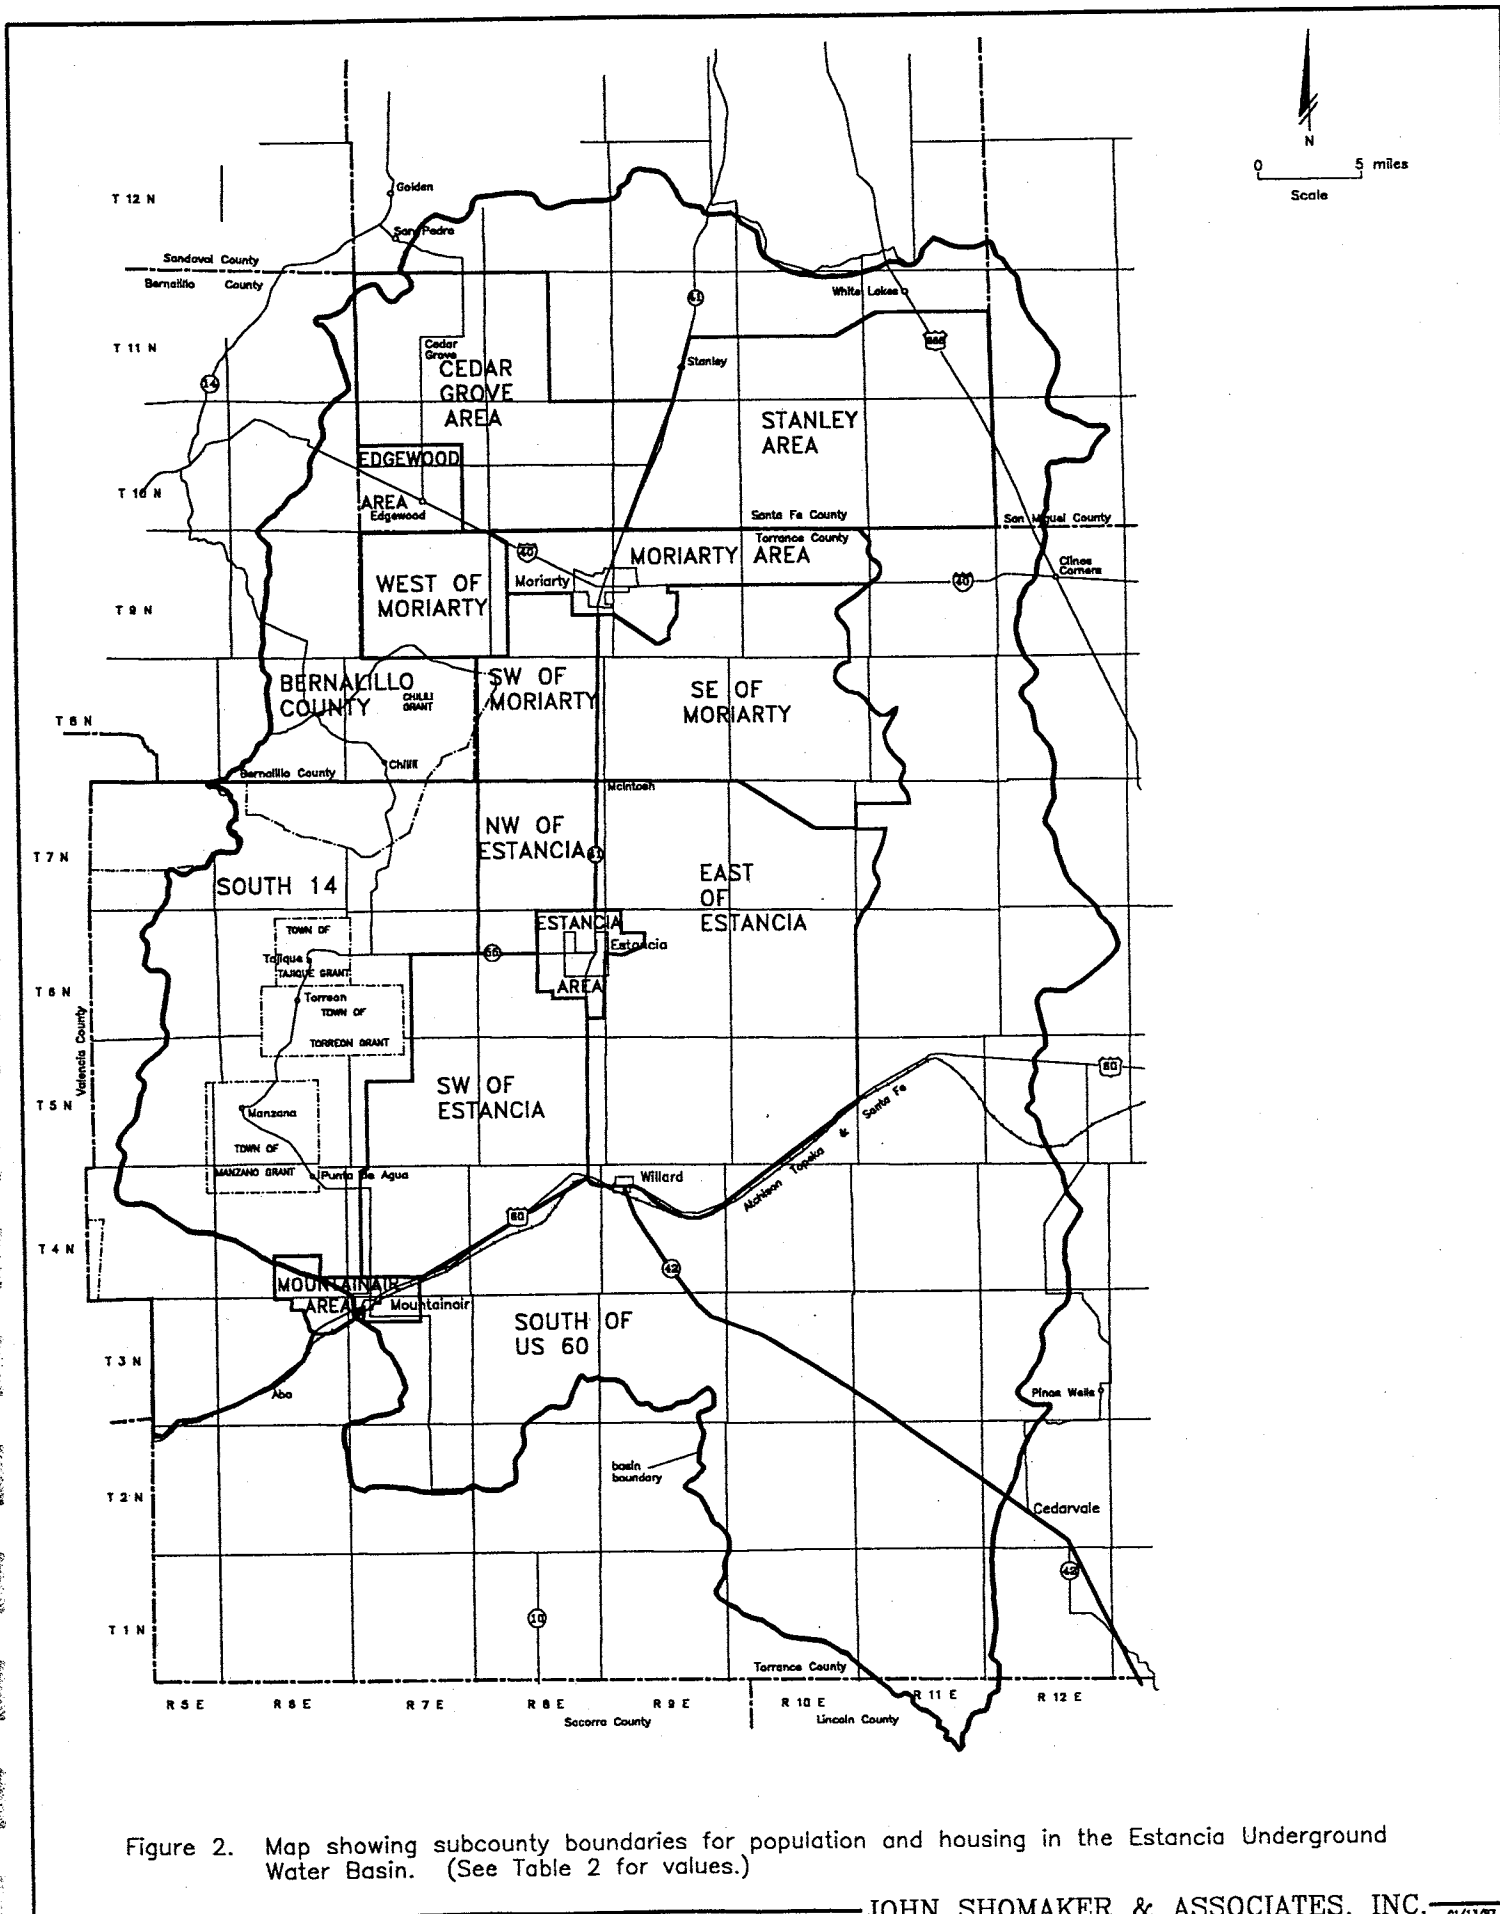 N
0 5 miles
Scale
T 12 N
Golden
San Pedro
Sandoval County
Bernalillo County
41
White Lakes
T 11 N
Cedar
Grove
Stanley
14
CEDAR
GROVE
AREA
STANLEY
AREA
EDGEWOOD
T 10 N
AREA
Edgewood
Santa Fe County
San Miguel County
Torrance County
40
MORIARTY AREA
Clines
Corners
WEST OF
MORIARTY
Moriarty
40
T 9 N
BERNALILLO
COUNTY
CHILILI
GRANT
SW OF
MORIARTY
SE OF
MORIARTY
T 8 N
Chilili
Bernalillo County
McIntosh
NW OF
ESTANCIA
41
T 7 N
SOUTH 14
EAST
OF
ESTANCIA
ESTANCIA
TOWN OF
Estancia
Tajique
TAJIQUE GRANT
AREA
T 6 N
Torreon
TOWN OF
TORREON GRANT
Valencia County
60
SW OF
ESTANCIA
T 5 N
Manzana
Atchison Topeka & Santa Fe
TOWN OF
MANZANO GRANT
Punta de Agua
Willard
60
T 4 N
42
MOUNTAINAIR
AREA
Mountainair
SOUTH OF
US 60
T 3 N
Abo
Pinos Wells
basin
boundary
T 2 N
Cedarvale
42
10
T 1 N
Torrance County
R 5 E R 6 E R 7 E R 8 E R 9 E R 10 E R 11 E R 12 E
Socorro County
Lincoln County
Figure 2. Map showing subcounty boundaries for population and housing in the Estancia Underground
Water Basin. (See Table 2 for values.)
JOHN SHOMAKER & ASSOCIATES, INC.